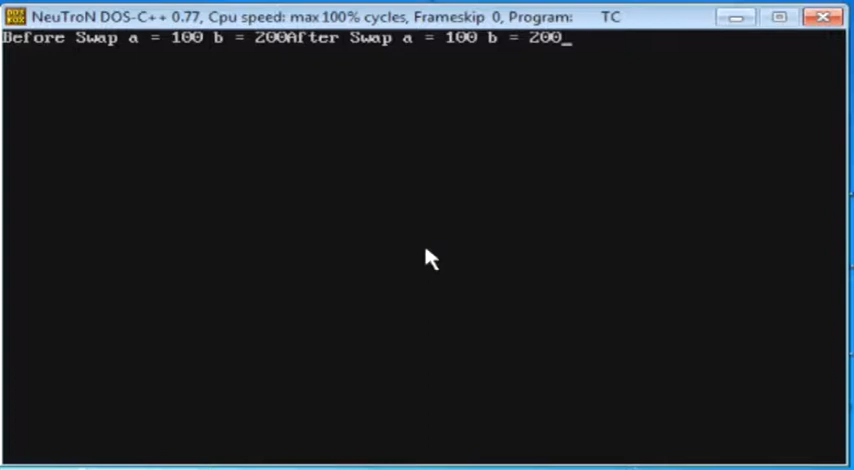 NeuTroN DOS-C++ 0.77, Cpu speed: max 100% cycles, Frameskip 0, Program: TC
Before Swap a = 100 b = 200After Swap a = 100 b = 200_